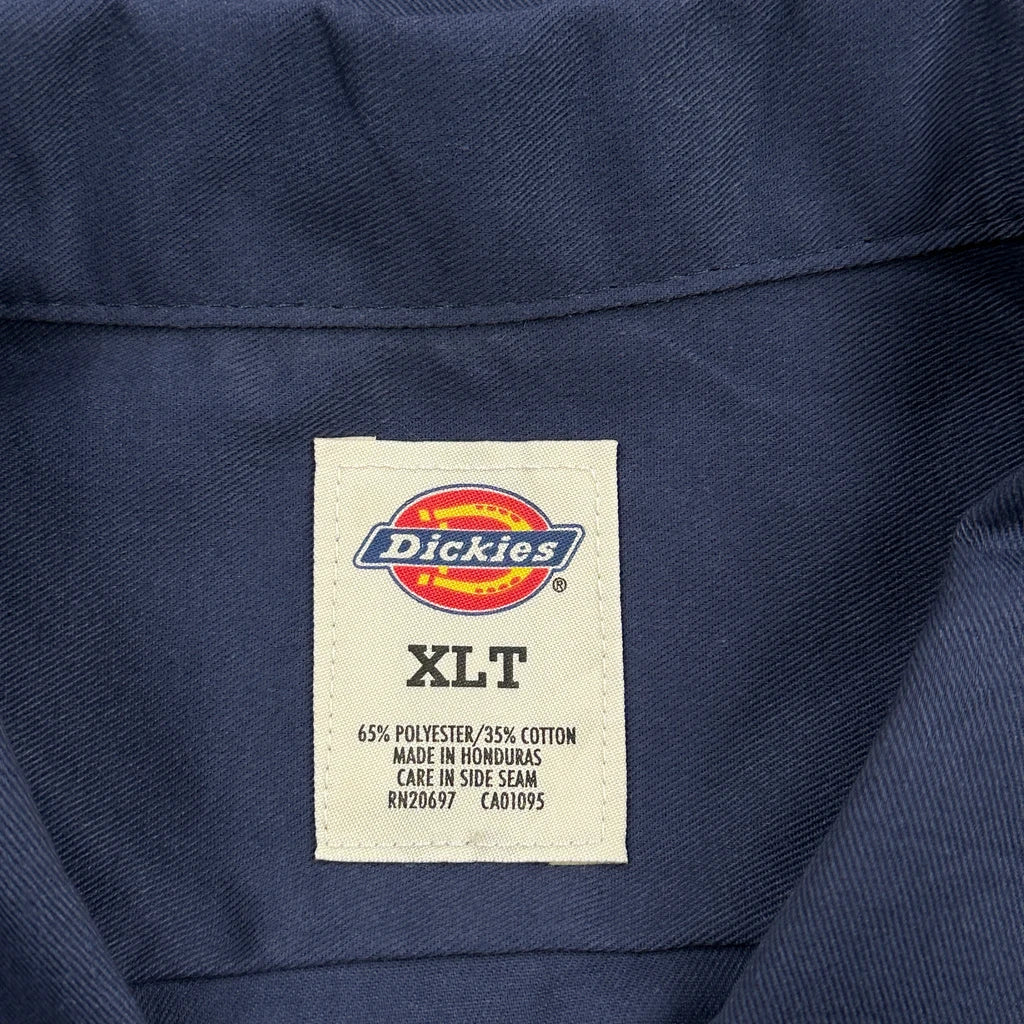 Dickies
®
XLT
65% POLYESTER/35% COTTON
MADE IN HONDURAS
CARE IN SIDE SEAM
RN20697 CA01095